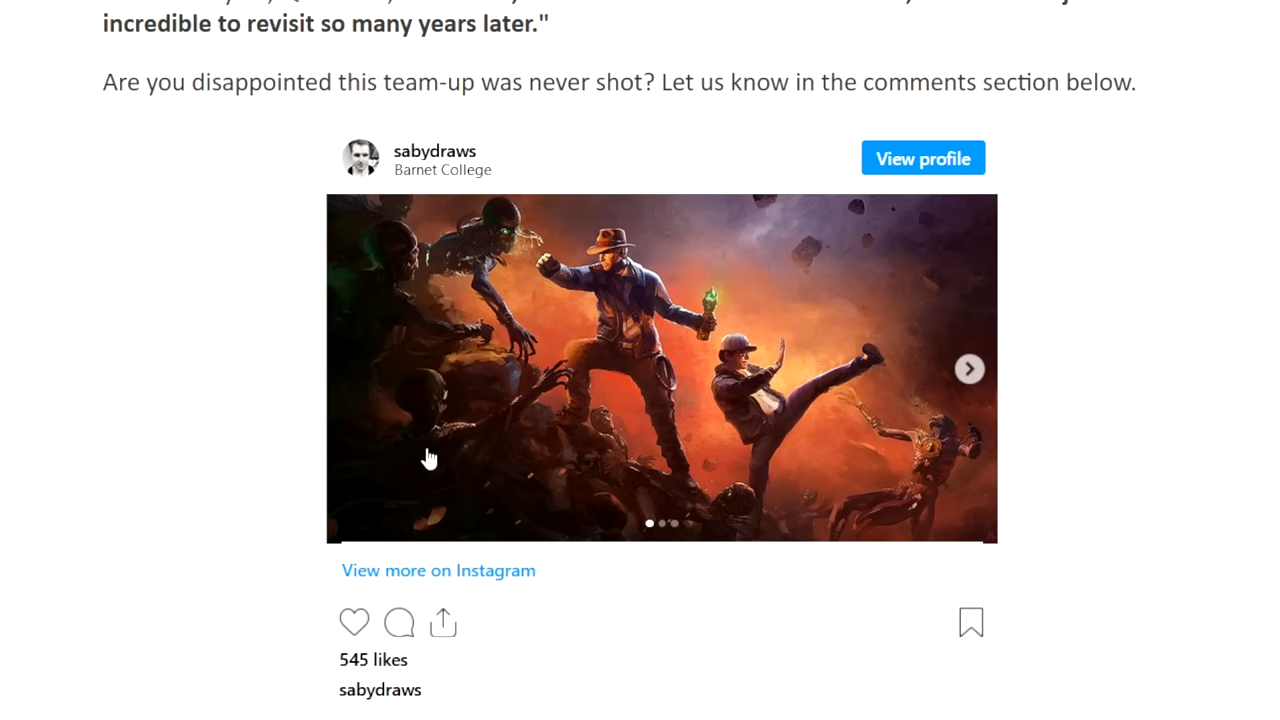 incredible to revisit so many years later."
Are you disappointed this team-up was never shot? Let us know in the comments section below.
sabydraws
Barnet College
View profile
View more on Instagram
545 likes
sabydraws